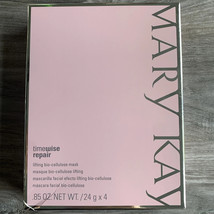 MARY KAY
timewise
repair
lifting bio-cellulose mask
masque bio-cellulose lifting
mascarilla facial efecto lifting bio-celulosa
máscara facial bio-celulose
.85 OZ. NET WT. / 24 g x 4